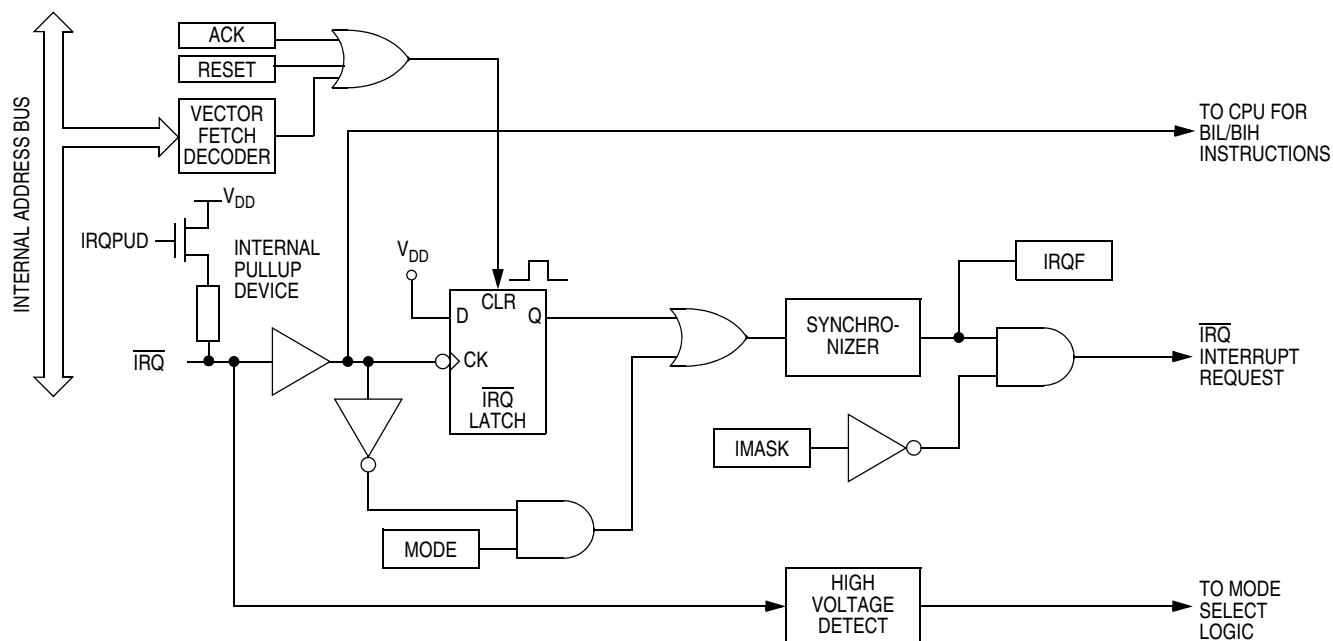 INTERNAL ADDRESS BUS
ACK
RESET
VECTOR
FETCH
DECODER
TO CPU FOR
BIL/BIH
INSTRUCTIONS
VDD
IRQPUD
INTERNAL
PULLUP
DEVICE
VDD
CLR
D
Q
CK
IRQ
LATCH
IRQ
SYNCHRO-
NIZER
IRQF
IRQ
INTERRUPT
REQUEST
IMASK
MODE
HIGH
VOLTAGE
DETECT
TO MODE
SELECT
LOGIC